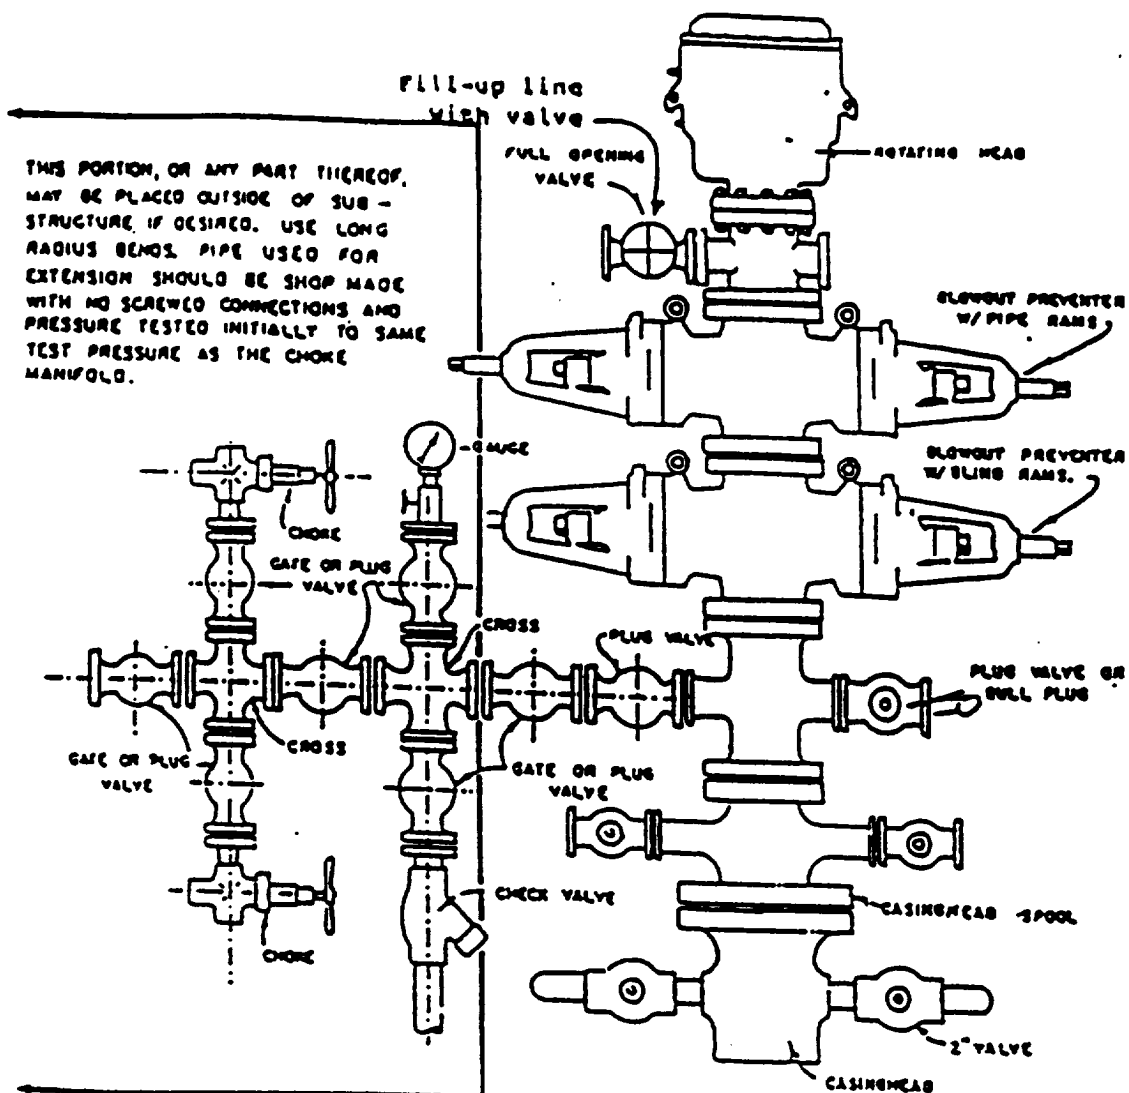 Fill-up line
with valve
FULL OPENING
VALVE
ROTATING HEAD
THIS PORTION, OR ANY PART THEREOF,
MAY BE PLACED OUTSIDE OF SUB-
STRUCTURE IF DESIRED. USE LONG
RADIUS BENDS. PIPE USED FOR
EXTENSION SHOULD BE SHOP MADE
WITH NO SCREWED CONNECTIONS AND
PRESSURE TESTED INITIALLY TO SAME
TEST PRESSURE AS THE CHOKE
MANIFOLD.
BLOWOUT PREVENTER
W/ PIPE RAMS
GAUGE
BLOWOUT PREVENTER
W/ BLIND RAMS.
CHOKE
GATE OR PLUG
VALVE
CROSS
PLUG VALVE
PLUG VALVE OR
BULL PLUG
CROSS
GATE OR PLUG
VALVE
GATE OR PLUG
VALVE
CHECK VALVE
CASINGHEAD SPOOL
CHOKE
2" VALVE
CASINGHEAD